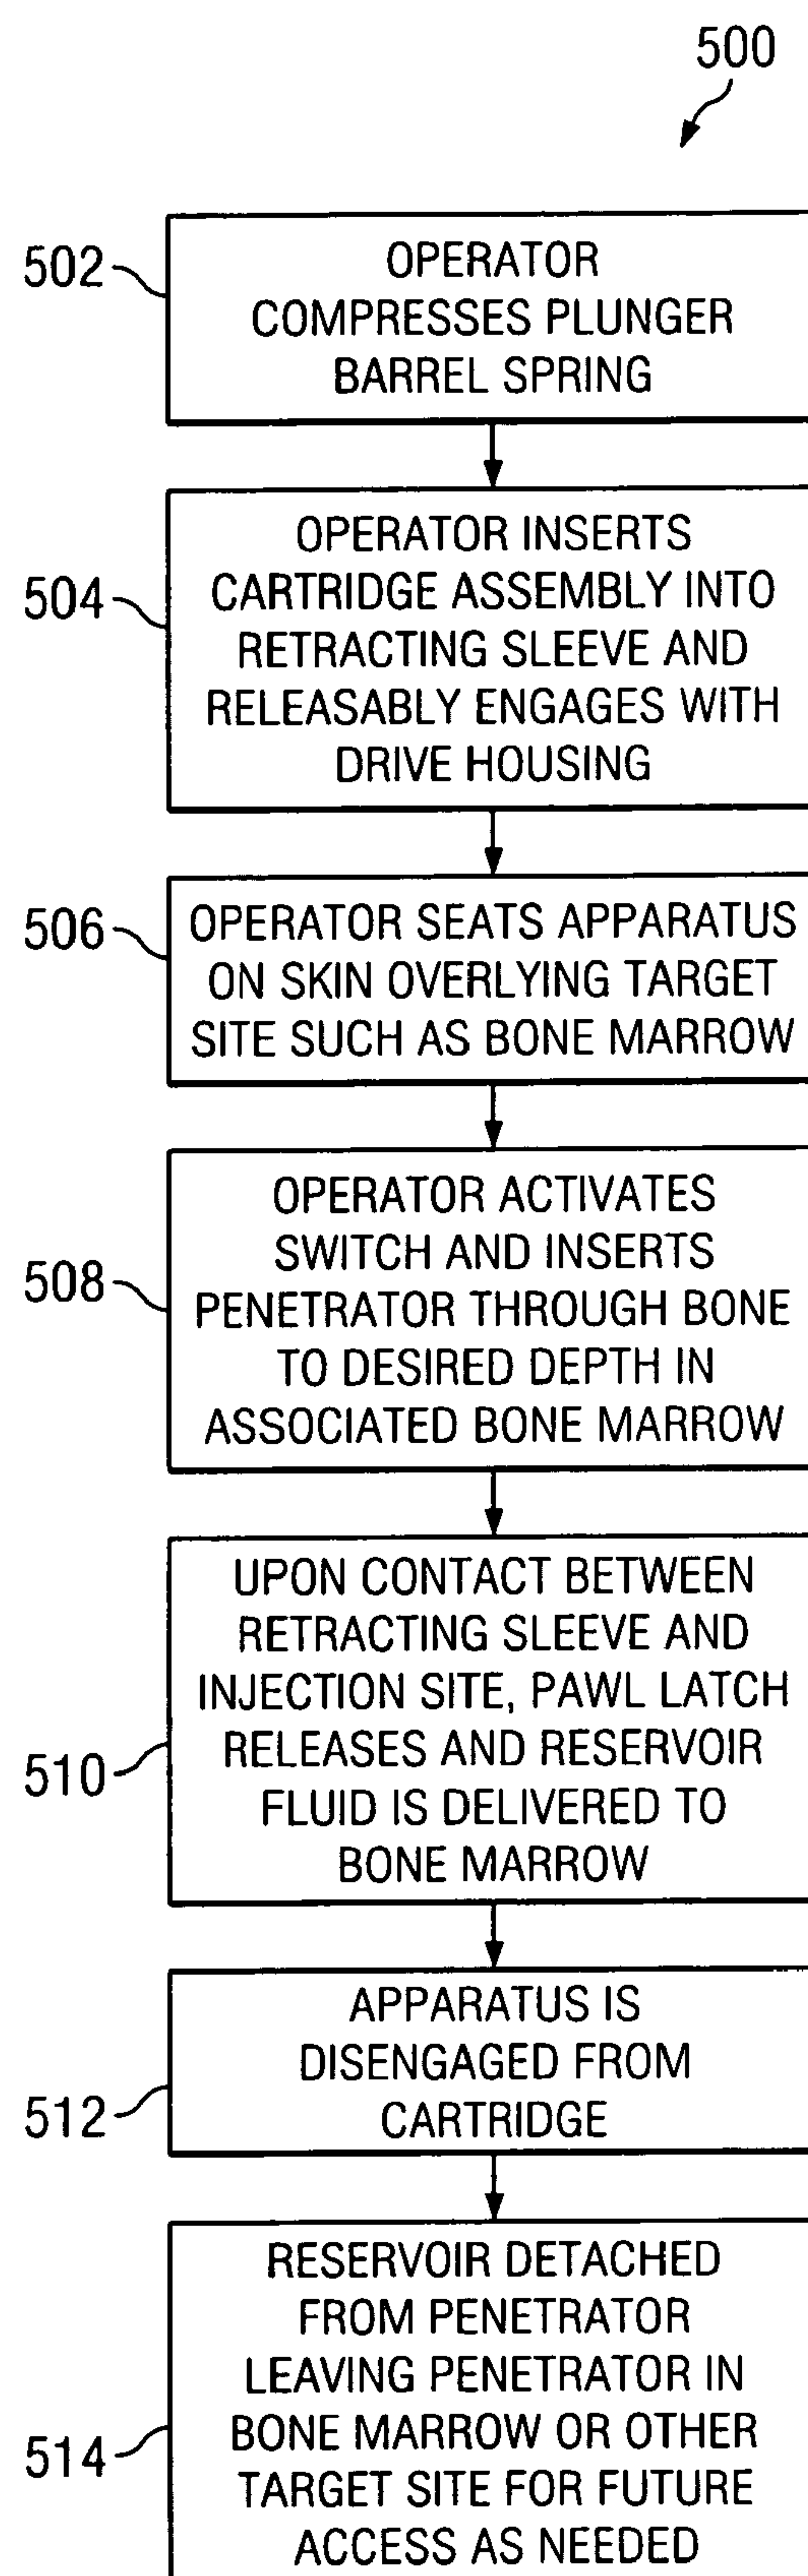 500
502
OPERATOR
COMPRESSES PLUNGER
BARREL SPRING
504
OPERATOR INSERTS
CARTRIDGE ASSEMBLY INTO
RETRACTING SLEEVE AND
RELEASABLY ENGAGES WITH
DRIVE HOUSING
506
OPERATOR SEATS APPARATUS
ON SKIN OVERLYING TARGET
SITE SUCH AS BONE MARROW
508
OPERATOR ACTIVATES
SWITCH AND INSERTS
PENETRATOR THROUGH BONE
TO DESIRED DEPTH IN
ASSOCIATED BONE MARROW
510
UPON CONTACT BETWEEN
RETRACTING SLEEVE AND
INJECTION SITE, PAWL LATCH
RELEASES AND RESERVOIR
FLUID IS DELIVERED TO
BONE MARROW
512
APPARATUS IS
DISENGAGED FROM
CARTRIDGE
514
RESERVOIR DETACHED
FROM PENETRATOR
LEAVING PENETRATOR IN
BONE MARROW OR OTHER
TARGET SITE FOR FUTURE
ACCESS AS NEEDED